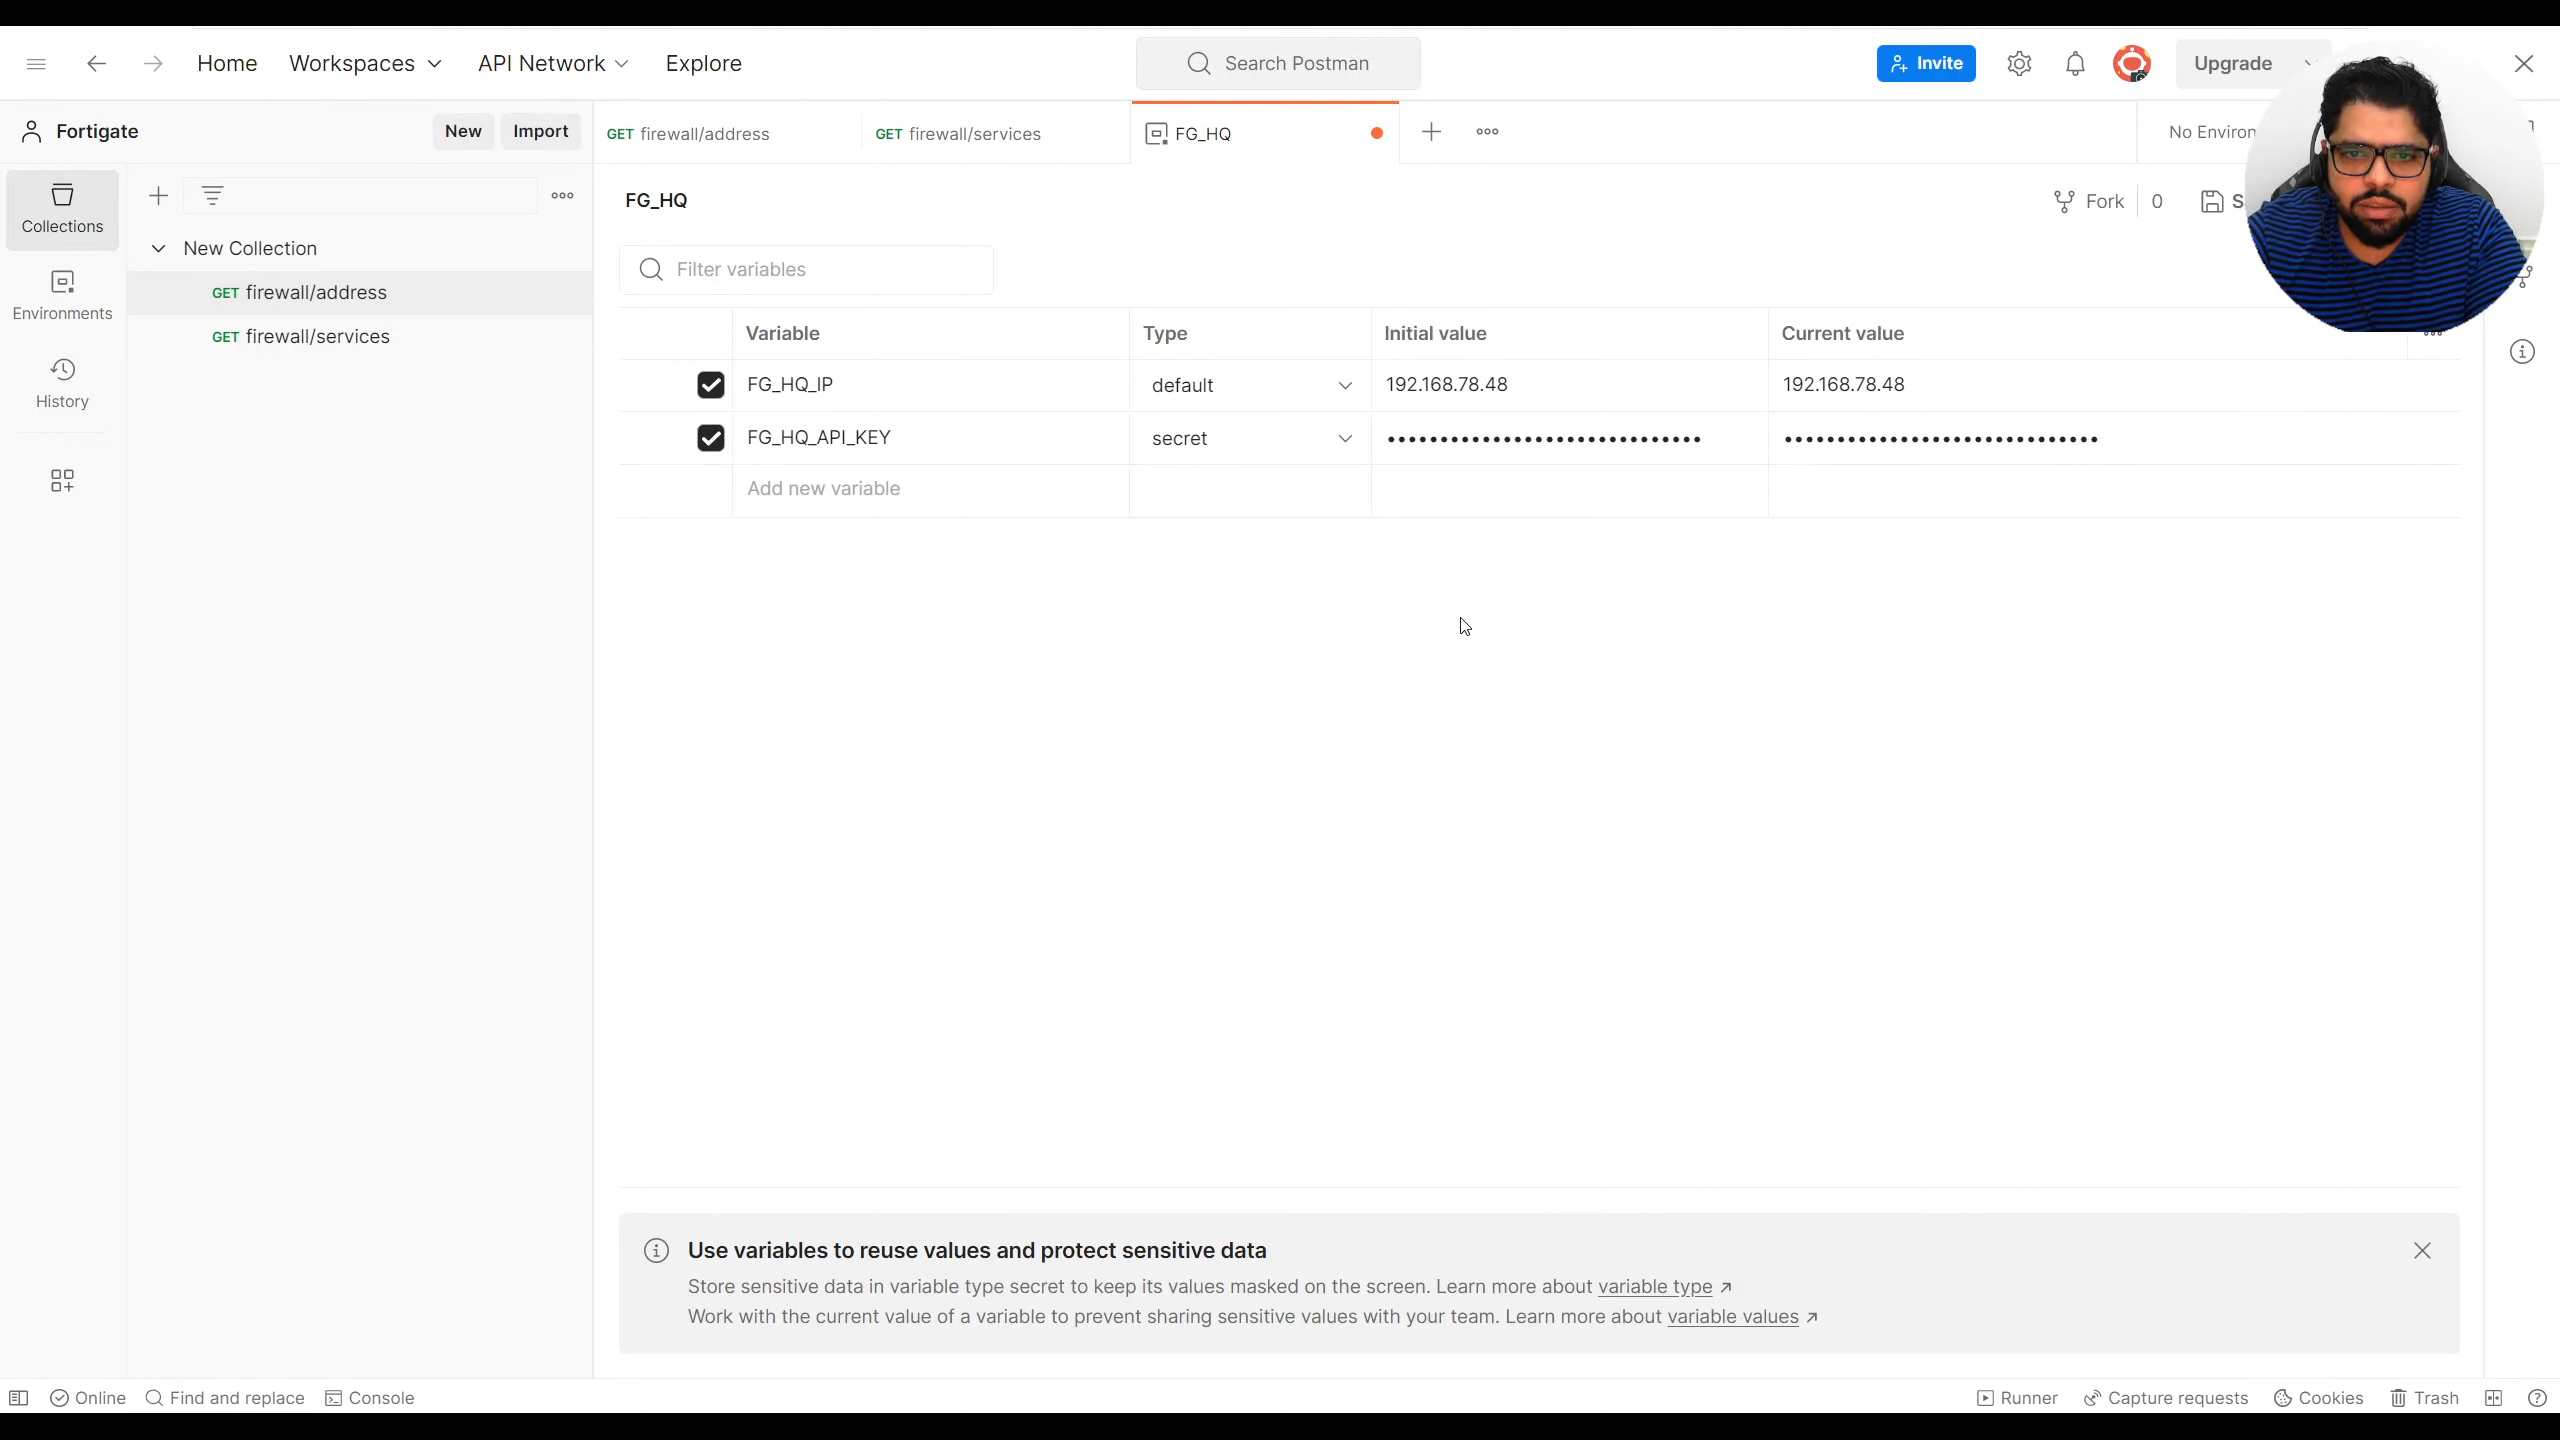 Home
Workspaces
API Network
Explore
Search Postman
Invite
Upgrade
Fortigate
New
Import
GET firewall/address
GET firewall/services
FG_HQ
No Environ
Collections
Environments
History
New Collection
GET firewall/address
GET firewall/services
FG_HQ
Fork
0
Filter variables
Variable
Type
Initial value
Current value
FG_HQ_IP
default
192.168.78.48
192.168.78.48
FG_HQ_API_KEY
secret
Add new variable
Use variables to reuse values and protect sensitive data
Store sensitive data in variable type secret to keep its values masked on the screen. Learn more about variable type ↗
Work with the current value of a variable to prevent sharing sensitive values with your team. Learn more about variable values ↗
Online
Find and replace
Console
Runner
Capture requests
Cookies
Trash